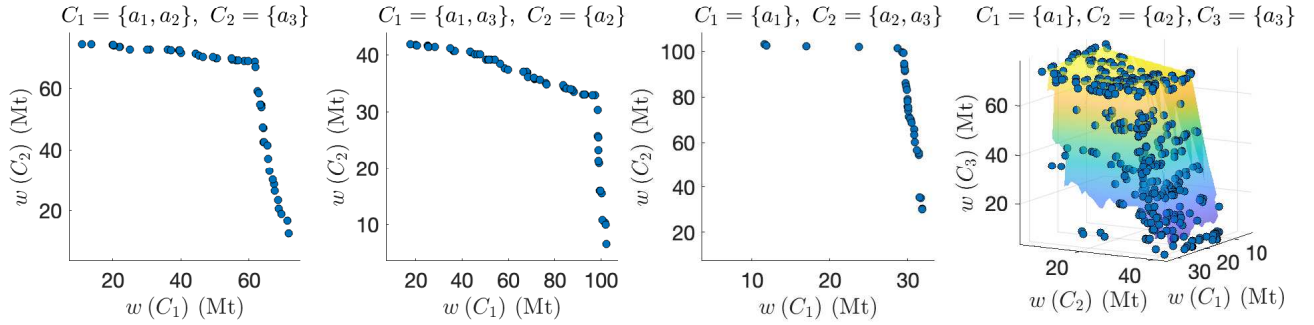 C₁ = {a₁, a₂}, C₂ = {a₃}
60
40
20
w (C₂) (Mt)
20 40 60
w (C₁) (Mt)
C₁ = {a₁, a₃}, C₂ = {a₂}
40
30
20
10
w (C₂) (Mt)
20 40 60 80 100
w (C₁) (Mt)
C₁ = {a₁}, C₂ = {a₂, a₃}
100
80
60
40
20
w (C₂) (Mt)
10 20 30
w (C₁) (Mt)
C₁ = {a₁}, C₂ = {a₂}, C₃ = {a₃}
60
40
20
w (C₃) (Mt)
20 40
w (C₂) (Mt)
30 20 10
w (C₁) (Mt)